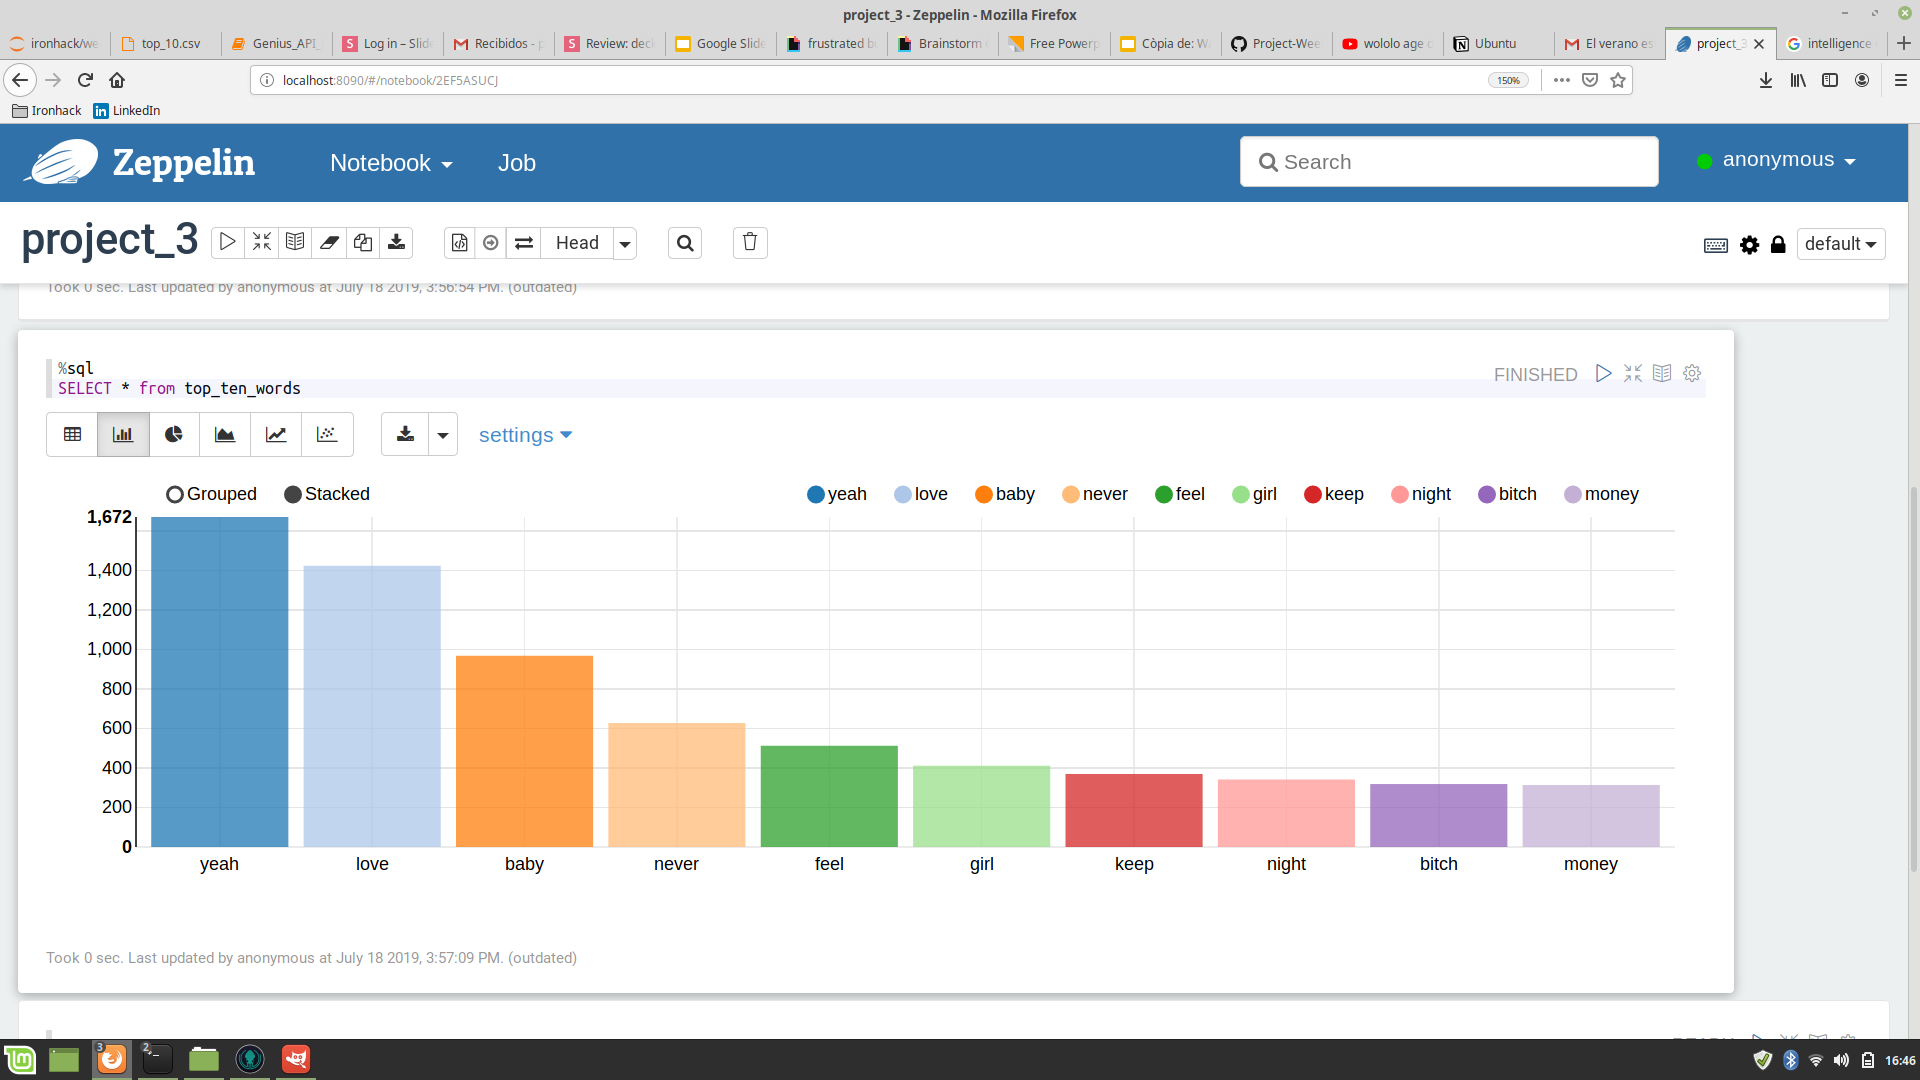 project_3 - Zeppelin - Mozilla Firefox
ironhack/we
top_10.csv
Genius_API_
Log in – Slid
Recibidos - p
Review: deck
Google Slide
frustrated b
Brainstorm
Free Powerp
Còpia de: W
Project-Wee
wololo age o
Ubuntu
El verano es
project_3
intelligence
localhost:8090/#/notebook/2EF5ASUCJ
150%
Ironhack
LinkedIn
Zeppelin
Notebook
Job
Search
anonymous
project_3
Head
default
Took 0 sec. Last updated by anonymous at July 18 2019, 3:56:54 PM. (outdated)
%sql
SELECT * from top_ten_words
FINISHED
settings
Grouped Stacked
yeah love baby never feel girl keep night bitch money
1,672
1,400
1,200
1,000
800
600
400
200
0
yeah love baby never feel girl keep night bitch money
Took 0 sec. Last updated by anonymous at July 18 2019, 3:57:09 PM. (outdated)
3
2
16:46